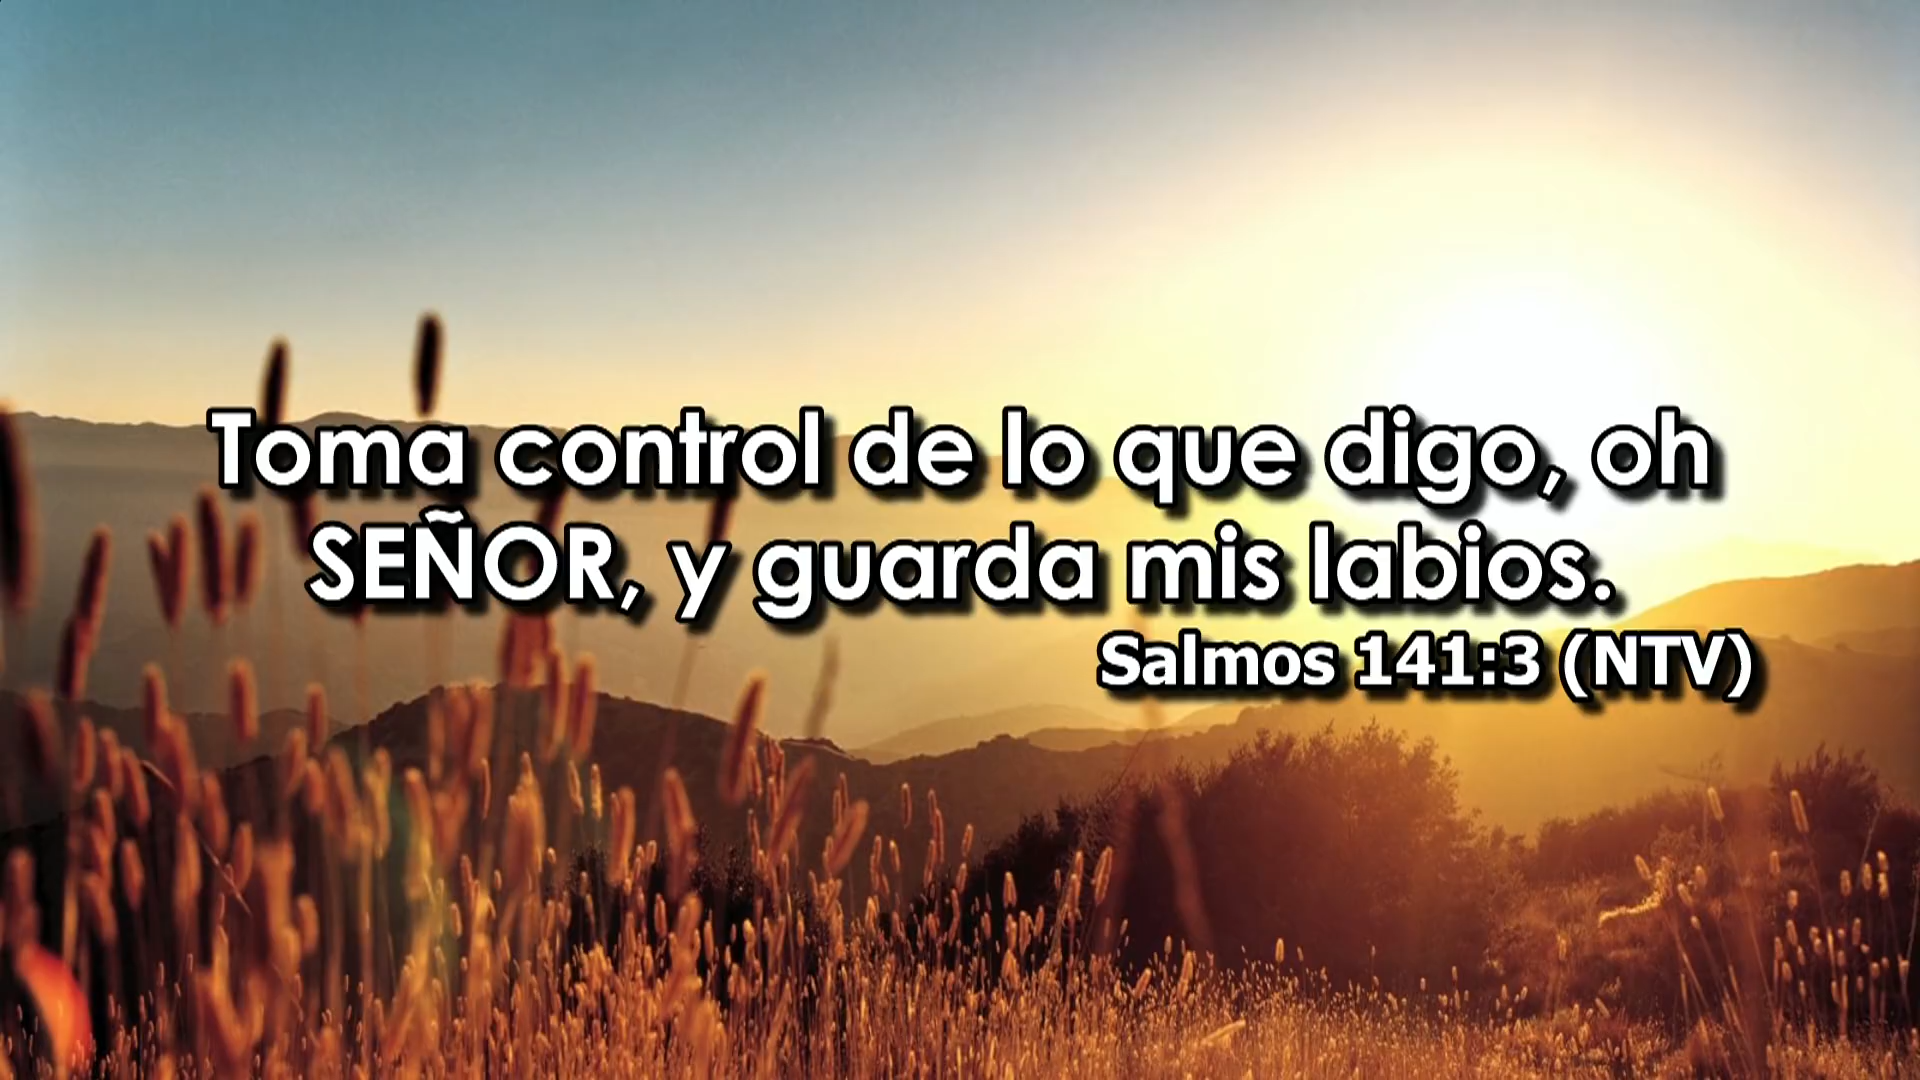 Toma control de lo que digo, oh
SEÑOR, y guarda mis labios.
Salmos 141:3 (NTV)